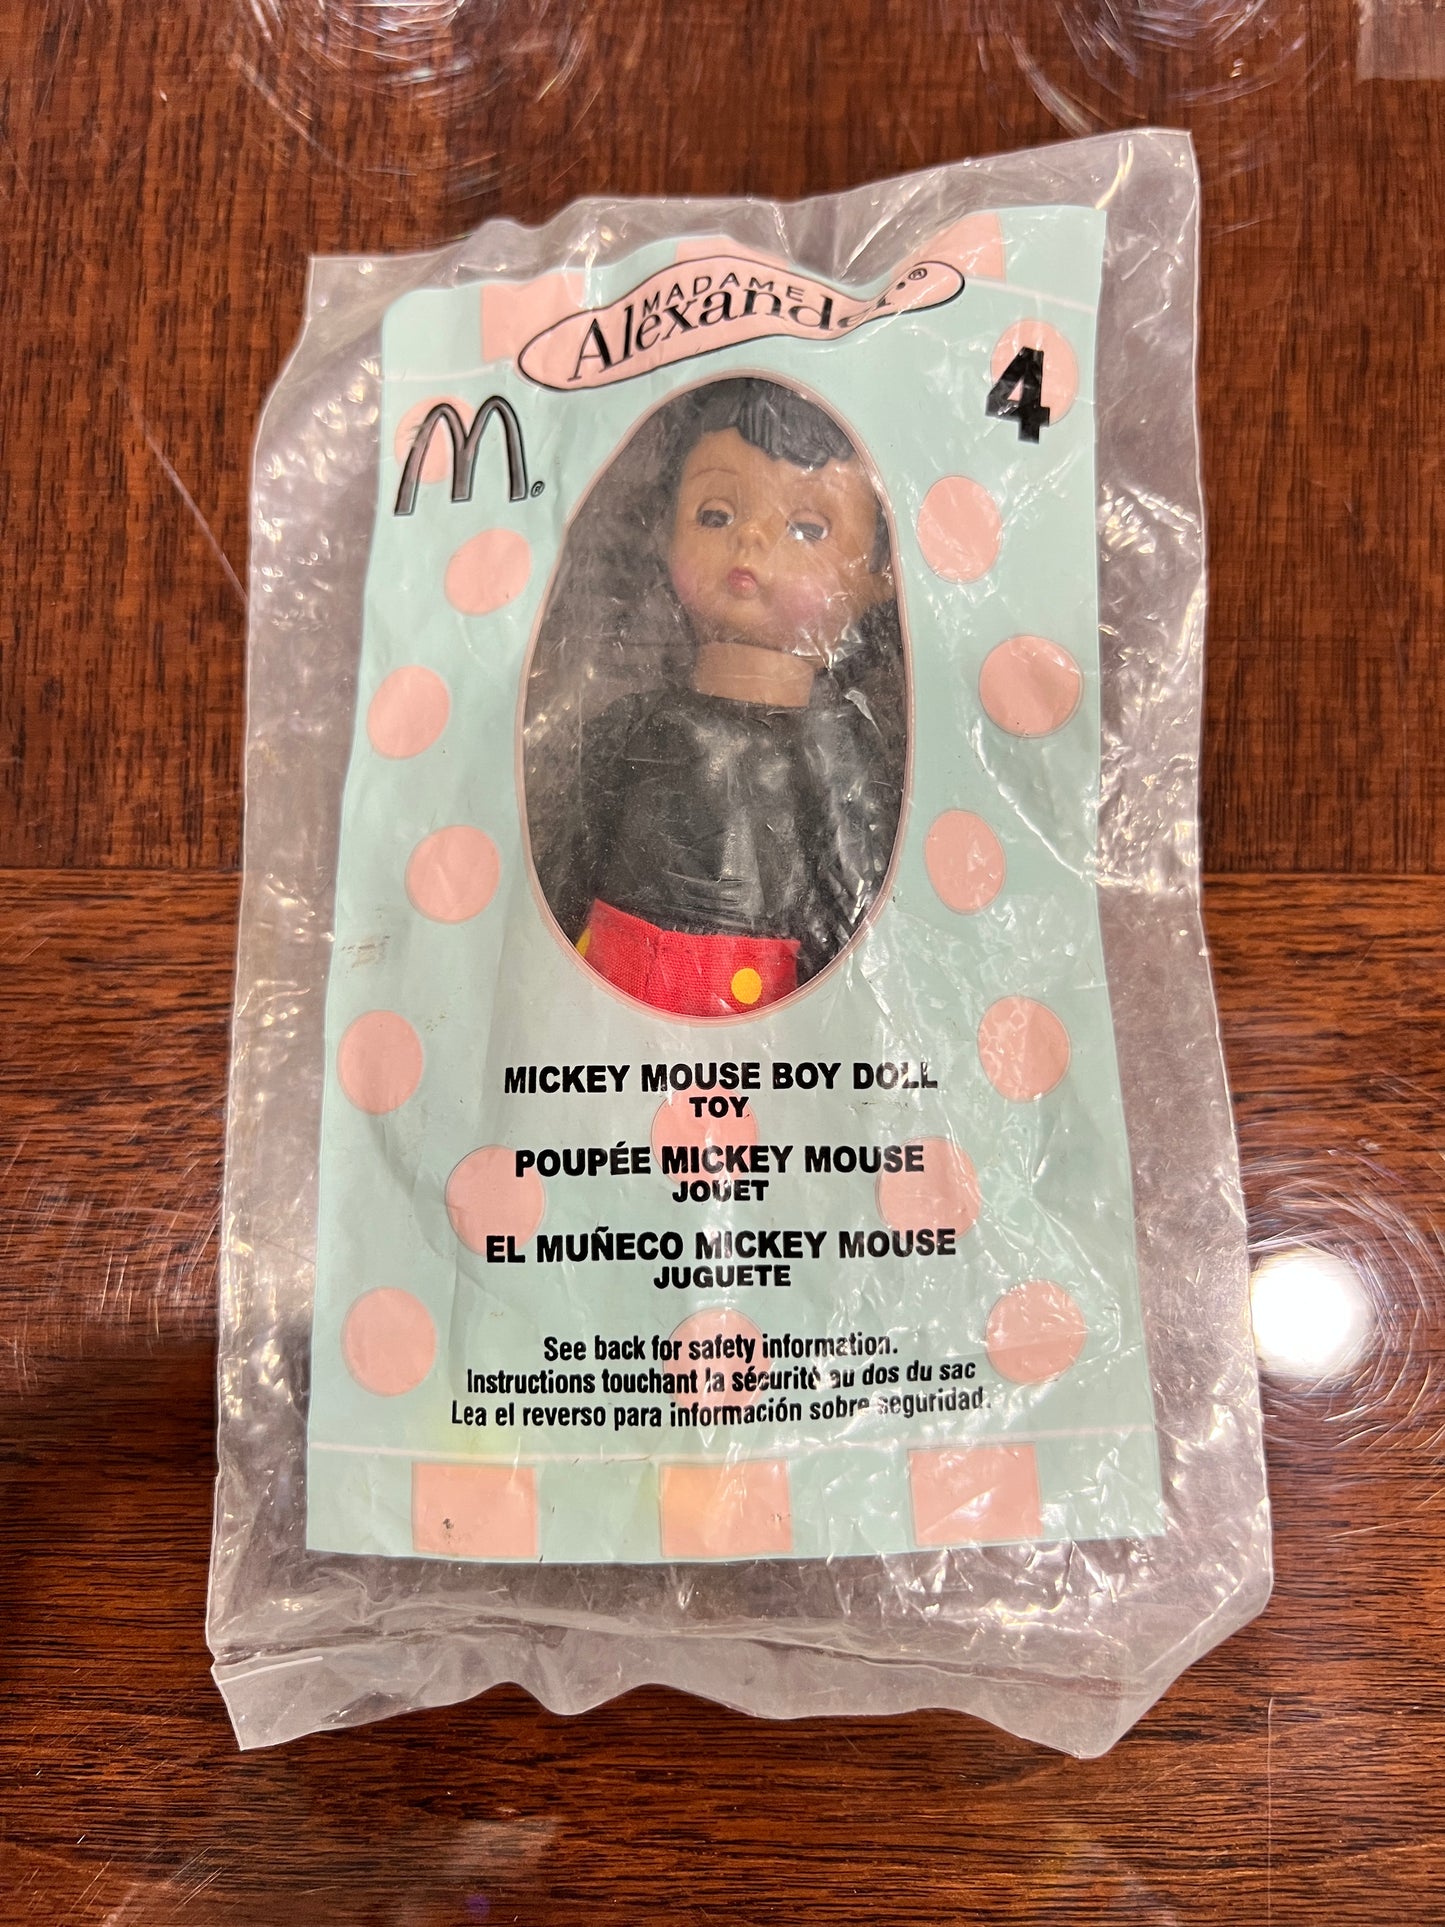 MADAME
Alexander®
4
M®
MICKEY MOUSE BOY DOLL
TOY
POUPÉE MICKEY MOUSE
JOUET
EL MUÑECO MICKEY MOUSE
JUGUETE
See back for safety information.
Instructions touchant la sécurité au dos du sac
Lea el reverso para información sobre seguridad.